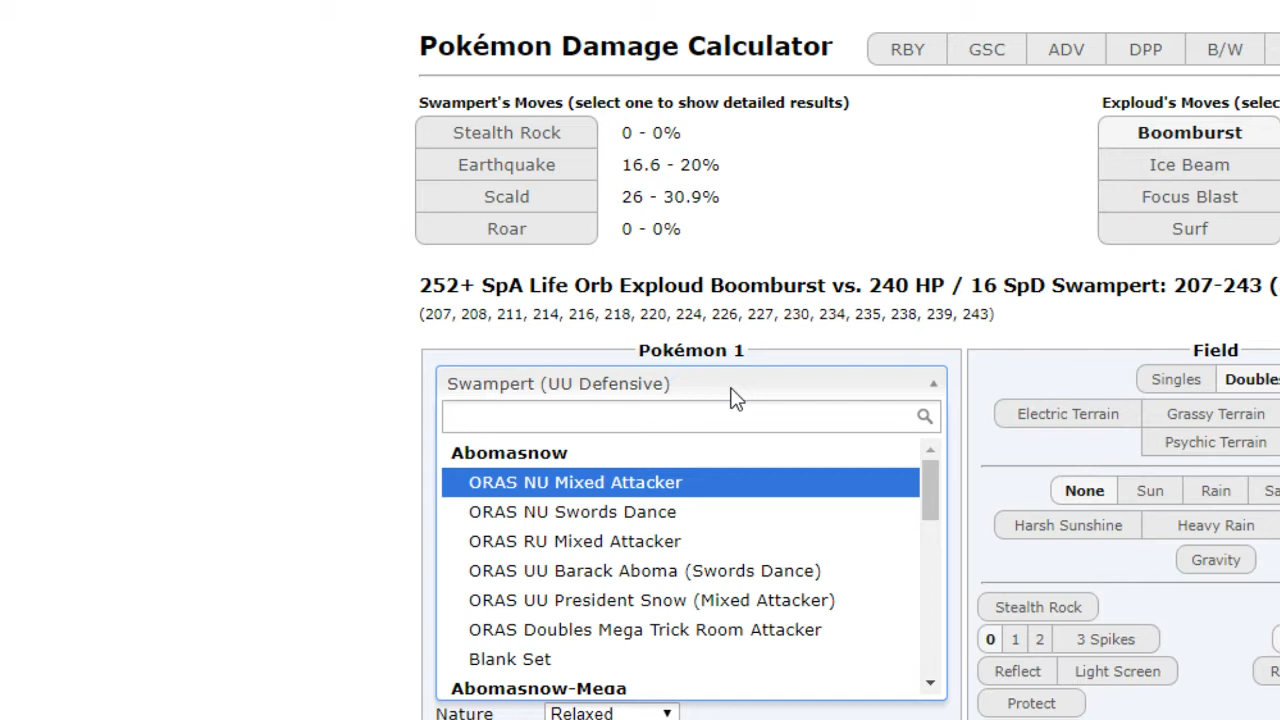 Pokémon Damage Calculator
RBY GSC ADV DPP B/W
Swampert's Moves (select one to show detailed results)
Stealth Rock 0 - 0%
Earthquake 16.6 - 20%
Scald 26 - 30.9%
Roar 0 - 0%
Exploud's Moves (selec
Boomburst
Ice Beam
Focus Blast
Surf
252+ SpA Life Orb Exploud Boomburst vs. 240 HP / 16 SpD Swampert: 207-243 (
(207, 208, 211, 214, 216, 218, 220, 224, 226, 227, 230, 234, 235, 238, 239, 243)
Pokémon 1
Swampert (UU Defensive)
Abomasnow
ORAS NU Mixed Attacker
ORAS NU Swords Dance
ORAS RU Mixed Attacker
ORAS UU Barack Aboma (Swords Dance)
ORAS UU President Snow (Mixed Attacker)
ORAS Doubles Mega Trick Room Attacker
Blank Set
Abomasnow-Mega
Nature Relaxed
Field
Singles Double
Electric Terrain Grassy Terrain
Psychic Terrain
None Sun Rain Sa
Harsh Sunshine Heavy Rain
Gravity
Stealth Rock
0 1 2 3 Spikes
Reflect Light Screen R
Protect